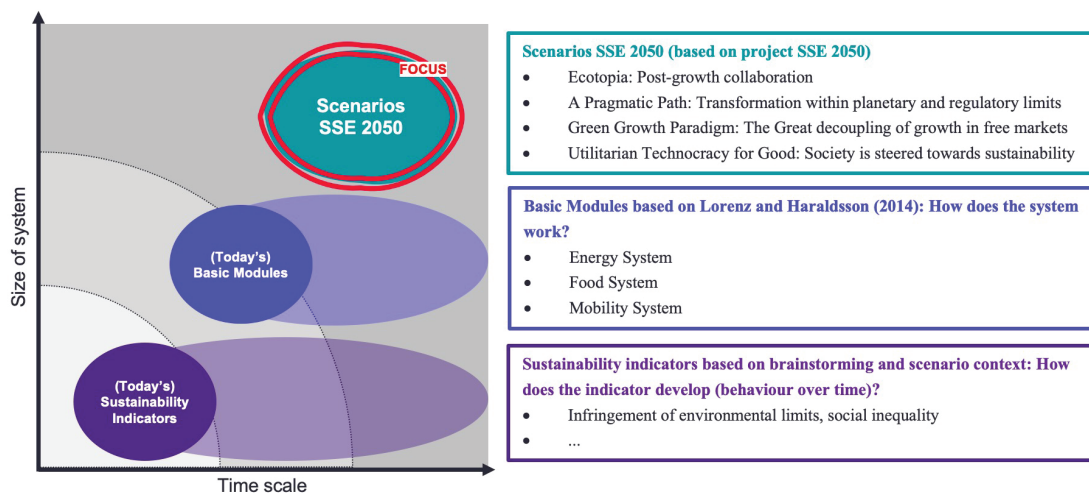 Size of system
FOCUS
Scenarios
SSE 2050
(Today's)
Basic Modules
(Today's)
Sustainability
Indicators
Time scale
Scenarios SSE 2050 (based on project SSE 2050)
• Ecotopia: Post-growth collaboration
• A Pragmatic Path: Transformation within planetary and regulatory limits
• Green Growth Paradigm: The Great decoupling of growth in free markets
• Utilitarian Technocracy for Good: Society is steered towards sustainability
Basic Modules based on Lorenz and Haraldsson (2014): How does the system
work?
• Energy System
• Food System
• Mobility System
Sustainability indicators based on brainstorming and scenario context: How
does the indicator develop (behaviour over time)?
• Infringement of environmental limits, social inequality
• ...